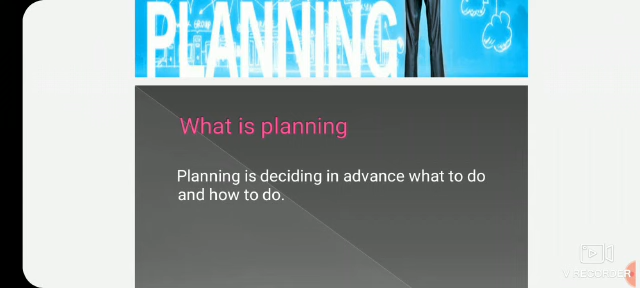 PLANNING
What is planning
Planning is deciding in advance what to do
and how to do.
V RECORDER